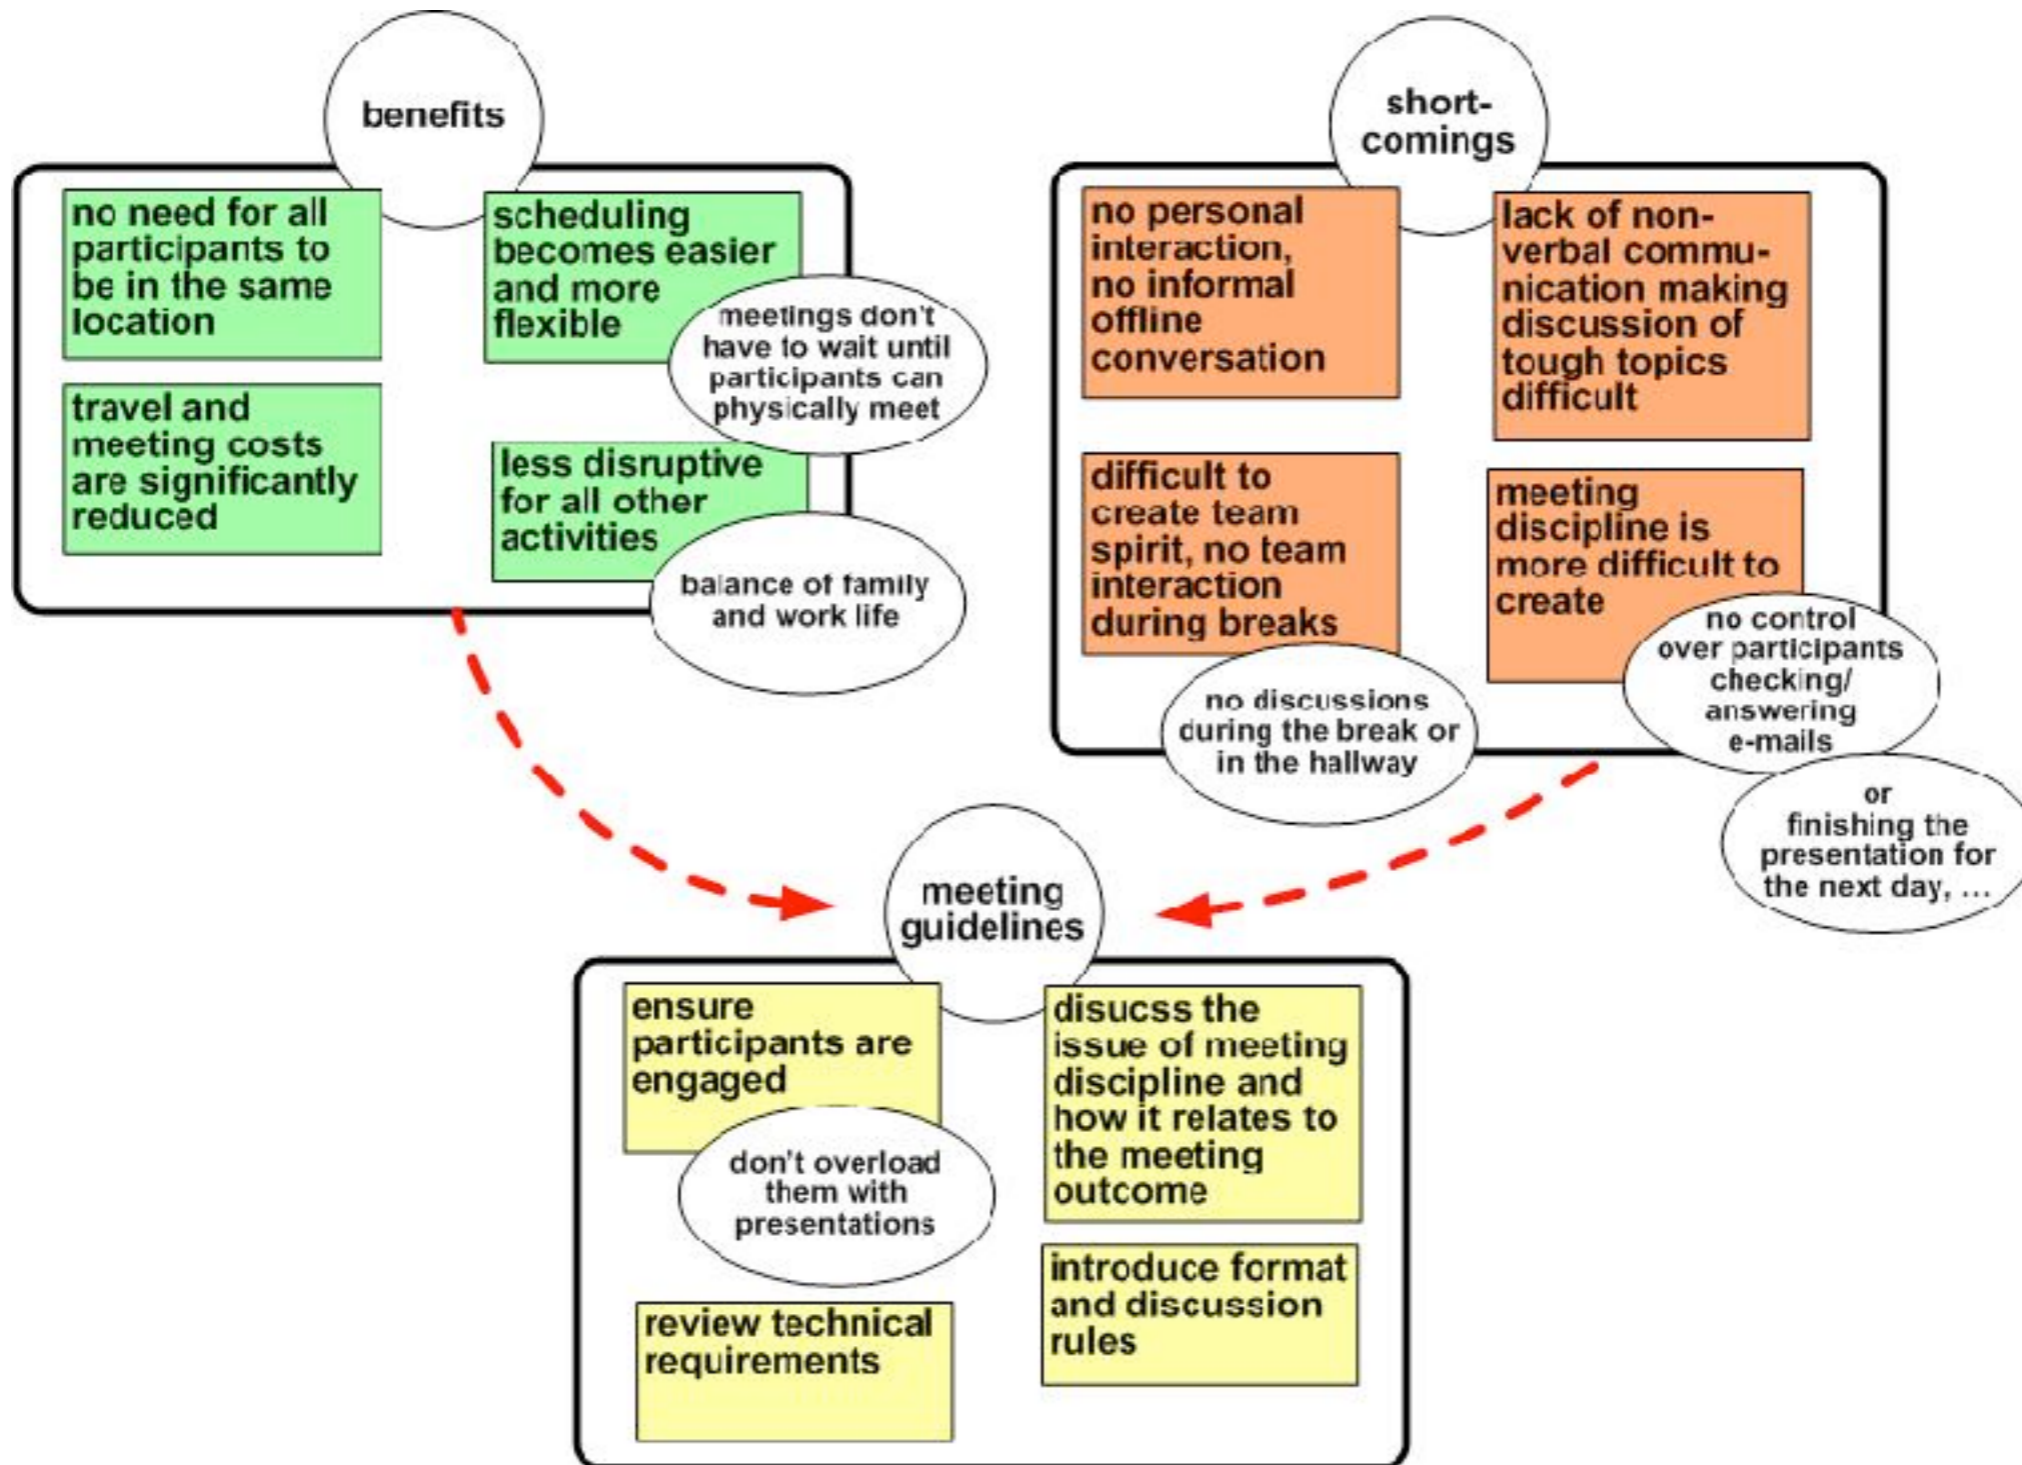 benefits
no need for all
participants to
be in the same
location
scheduling
becomes easier
and more
flexible
meetings don't
have to wait until
participants can
physically meet
travel and
meeting costs
are significantly
reduced
less disruptive
for all other
activities
balance of family
and work life
short-
comings
no personal
interaction,
no informal
offline
conversation
lack of non-
verbal commu-
nication making
discussion of
tough topics
difficult
difficult to
create team
spirit, no team
interaction
during breaks
no discussions
during the break or
in the hallway
meeting
discipline is
more difficult to
create
no control
over participants
checking/
answering
e-mails
or
finishing the
presentation for
the next day, ...
meeting
guidelines
ensure
participants are
engaged
don't overload
them with
presentations
disucss the
issue of meeting
discipline and
how it relates to
the meeting
outcome
review technical
requirements
introduce format
and discussion
rules